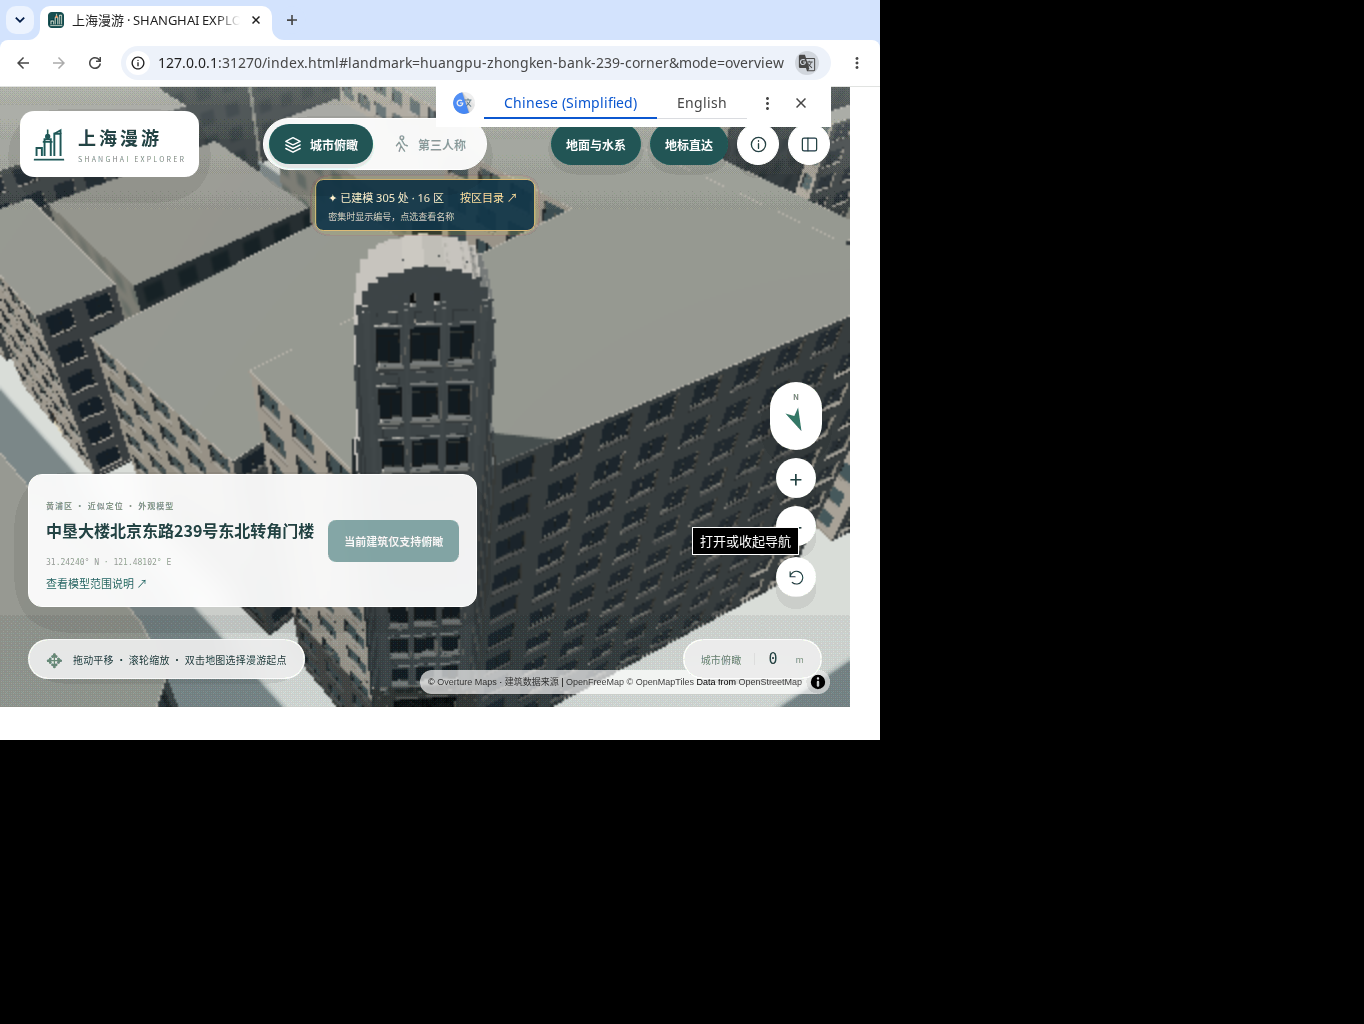 上海漫游 · SHANGHAI EXPLO
127.0.0.1:31270/index.html#landmark=huangpu-zhongken-bank-239-corner&mode=overview
Chinese (Simplified)
English
上海漫游
SHANGHAI EXPLORER
城市俯瞰
第三人称
地面与水系
地标直达
✦ 已建模 305 处 · 16 区
按区目录 ↗
密集时显示编号，点选查看名称
N
+
打开或收起导航
黄浦区 · 近似定位 · 外观模型
中垦大楼北京东路239号东北转角门楼
31.24240° N · 121.48102° E
查看模型范围说明 ↗
当前建筑仅支持俯瞰
拖动平移 · 滚轮缩放 · 双击地图选择漫游起点
城市俯瞰
0
m
© Overture Maps · 建筑数据来源 | OpenFreeMap © OpenMapTiles Data from OpenStreetMap